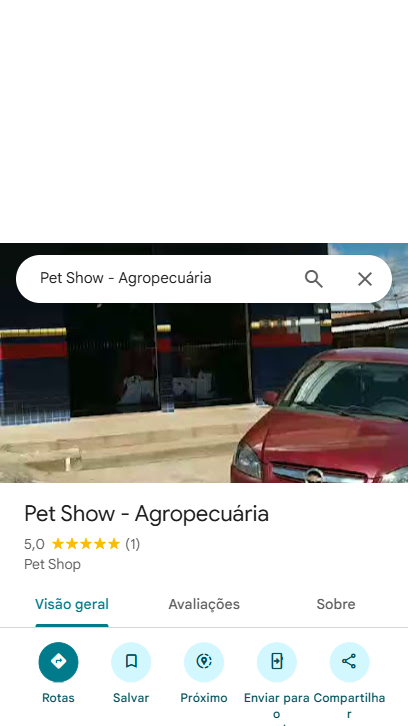 Pet Show - Agropecuária
Pet Show - Agropecuária
5,0 (1)
Pet Shop
Visão geral Avaliações Sobre
Rotas Salvar Próximo Enviar para o Compartilhar